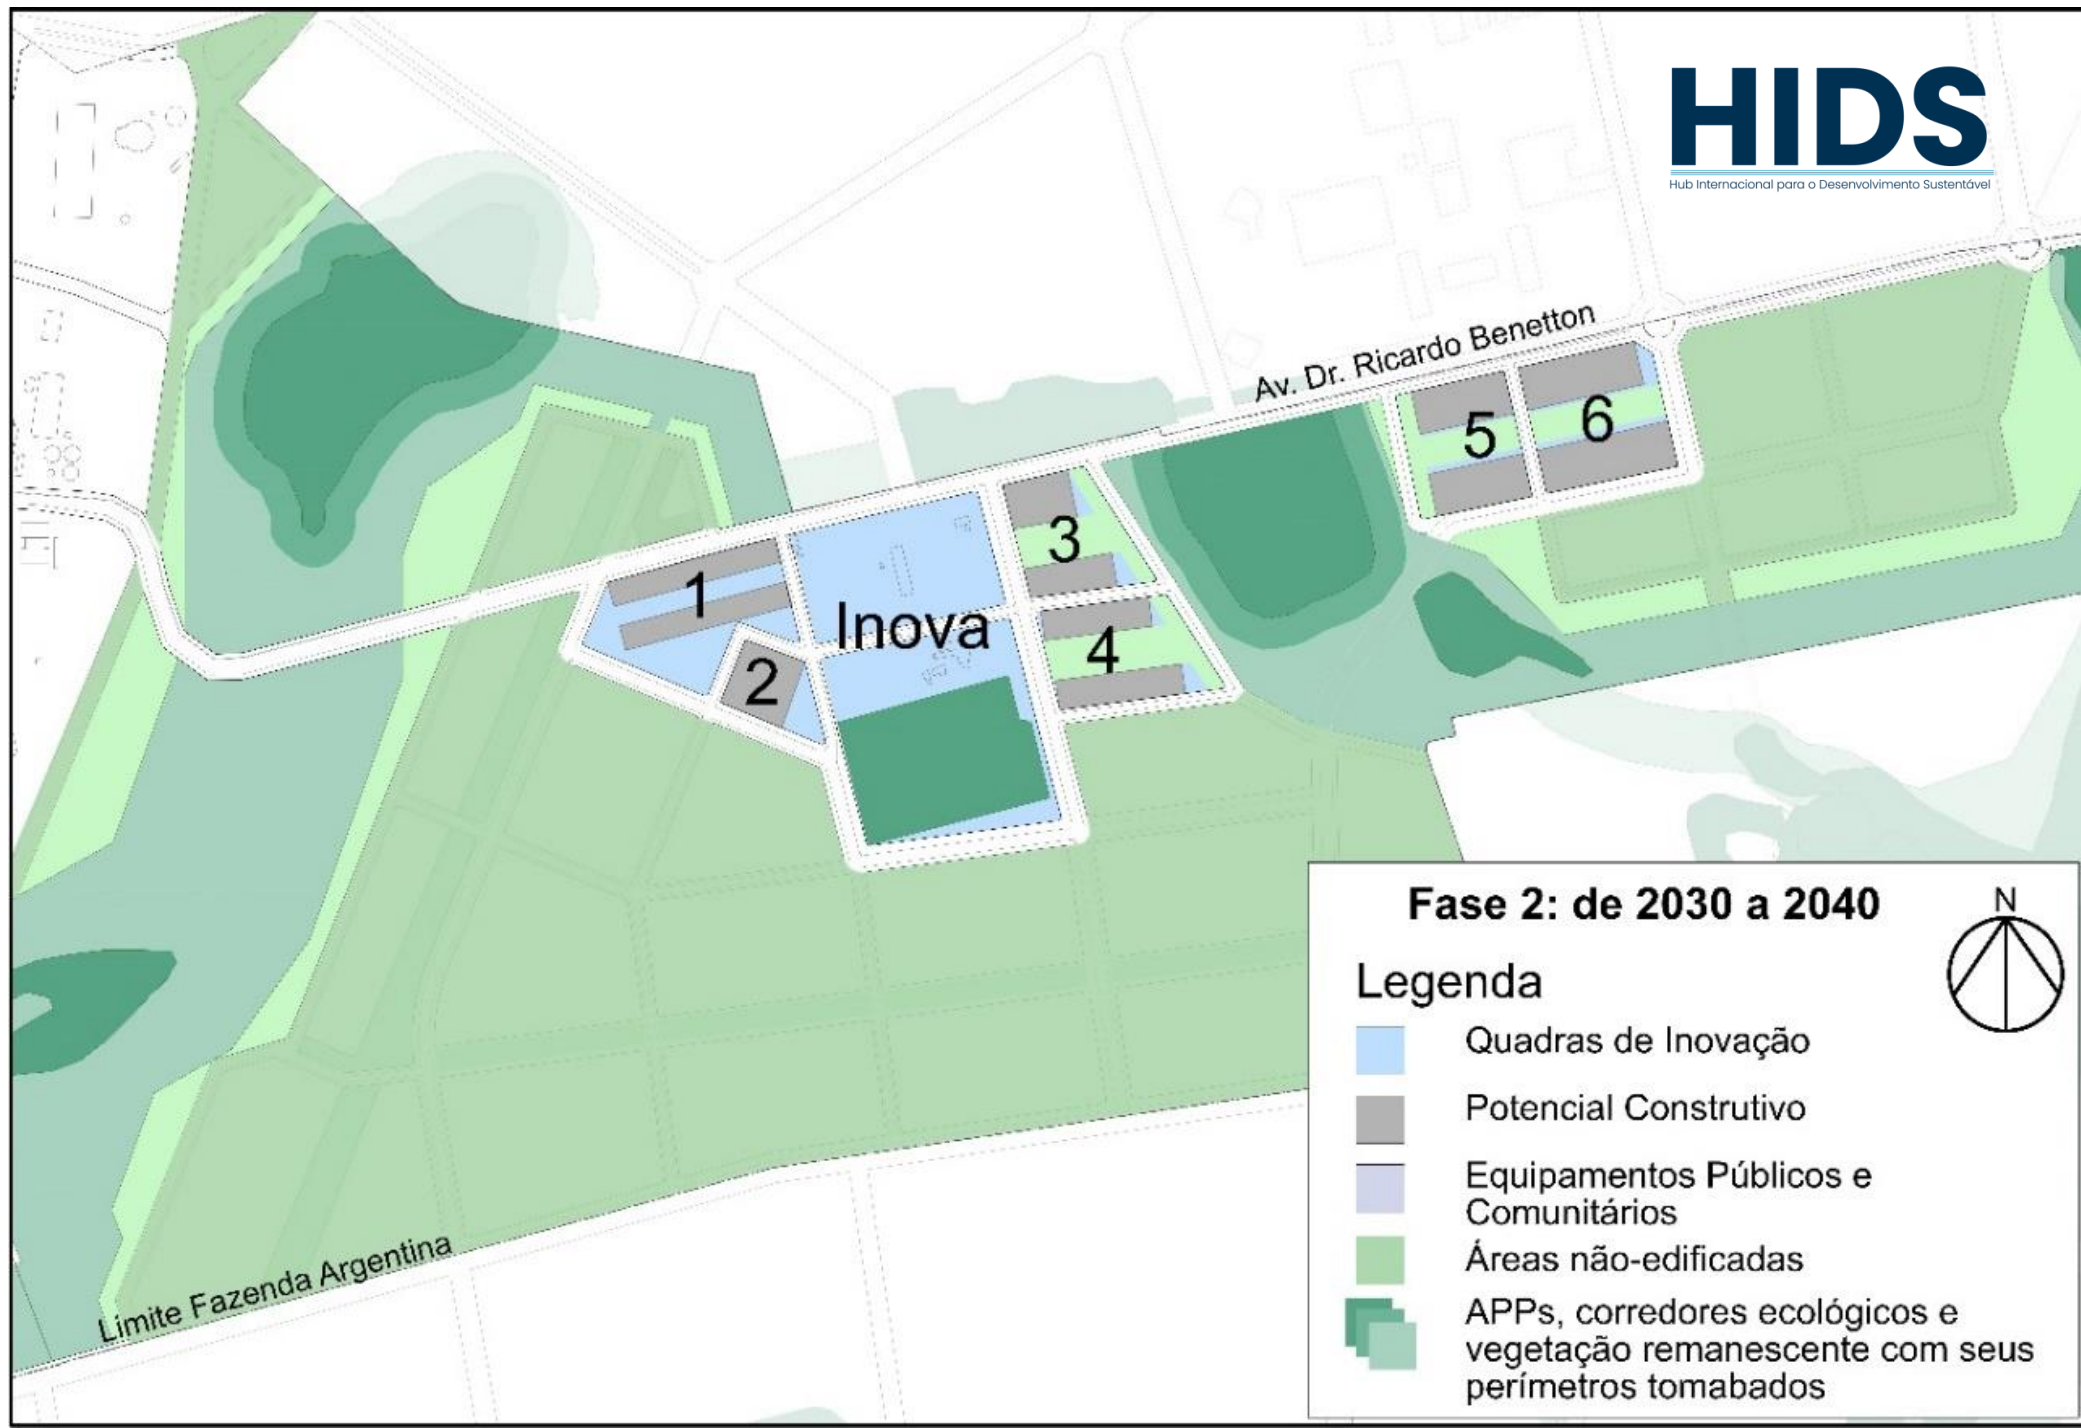 HIDS
Hub Internacional para o Desenvolvimento Sustentável
Av. Dr. Ricardo Benetton
5
6
3
1
Inova
4
2
Limite Fazenda Argentina
Fase 2: de 2030 a 2040
N
Legenda
Quadras de Inovação
Potencial Construtivo
Equipamentos Públicos e
Comunitários
Áreas não-edificadas
APPs, corredores ecológicos e
vegetação remanescente com seus
perímetros tomabados